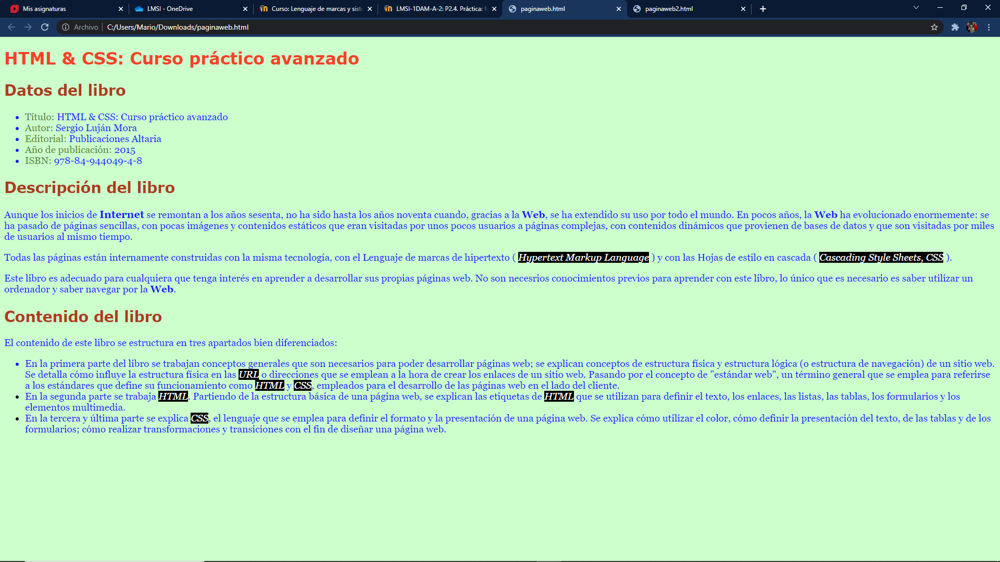 Mis asignaturas
LMSI - OneDrive
Curso: Lenguaje de marcas y sist
LMSI-1DAM-A-2: P2.4. Práctica:
paginaweb.html
paginaweb2.html
Archivo
C:/Users/Mario/Downloads/paginaweb.html
HTML & CSS: Curso práctico avanzado
Datos del libro
• Título: HTML & CSS: Curso práctico avanzado
• Autor: Sergio Luján Mora
• Editorial: Publicaciones Altaria
• Año de publicación: 2015
• ISBN: 978-84-944049-4-8
Descripción del libro
Aunque los inicios de Internet se remontan a los años sesenta, no ha sido hasta los años noventa cuando, gracias a la Web, se ha extendido su uso por todo el mundo. En pocos años, la Web ha evolucionado enormemente: se
ha pasado de páginas sencillas, con pocas imágenes y contenidos estáticos que eran visitadas por unos pocos usuarios a páginas complejas, con contenidos dinámicos que provienen de bases de datos y que son visitadas por miles
de usuarios al mismo tiempo.
Todas las páginas están internamente construidas con la misma tecnología, con el Lenguaje de marcas de hipertexto ( Hypertext Markup Language ) y con las Hojas de estilo en cascada ( Cascading Style Sheets, CSS ).
Este libro es adecuado para cualquiera que tenga interés en aprender a desarrollar sus propias páginas web. No son necesrios conocimientos previos para aprender con este libro, lo único que es necesario es saber utilizar un
ordenador y saber navegar por la Web.
Contenido del libro
El contenido de este libro se estructura en tres apartados bien diferenciados:
• En la primera parte del libro se trabajan conceptos generales que son necesarios para poder desarrollar páginas web; se explican conceptos de estructura física y estructura lógica (o estructura de navegación) de un sitio web.
Se detalla cómo influye la estructura física en las URL o direcciones que se emplean a la hora de crear los enlaces de un sitio web. Pasando por el concepto de "estándar web", un término general que se emplea para referirse
a los estándares que define su funcionamiento como HTML y CSS, empleados para el desarrollo de las páginas web en el lado del cliente.
• En la segunda parte se trabaja HTML. Partiendo de la estructura básica de una página web, se explican las etiquetas de HTML que se utilizan para definir el texto, los enlaces, las listas, las tablas, los formularios y los
elementos multimedia.
• En la tercera y última parte se explica CSS, el lenguaje que se emplea para definir el formato y la presentación de una página web. Se explica cómo utilizar el color, cómo definir la presentación del texto, de las tablas y de los
formularios; cómo realizar transformaciones y transiciones con el fin de diseñar una página web.